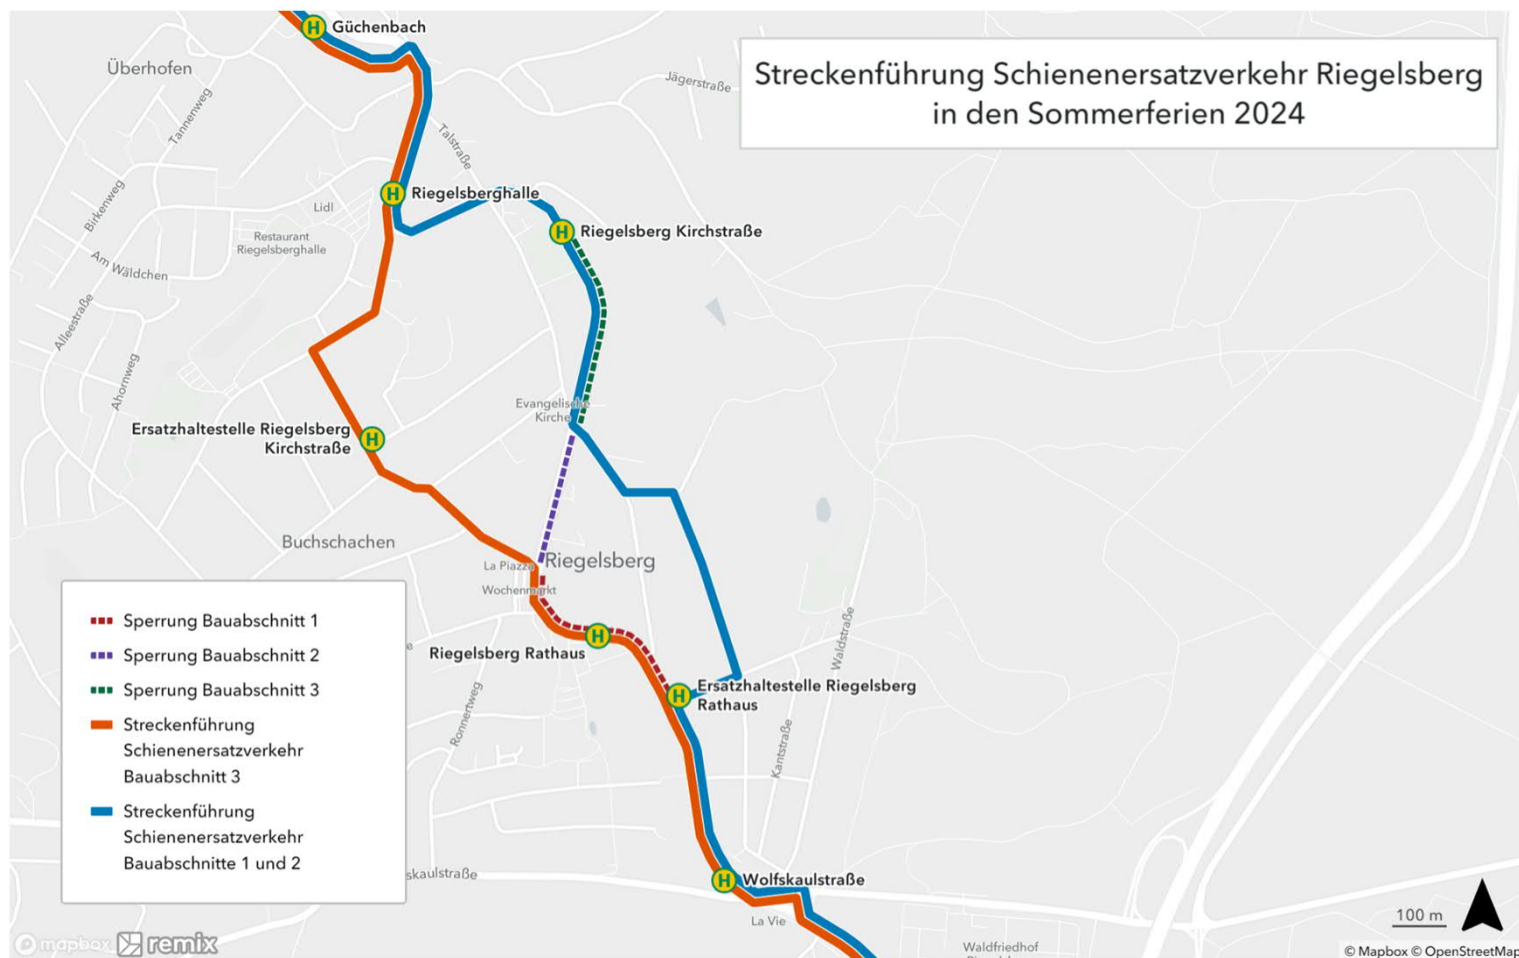 Güchenbach
Überhofen
Jägerstraße
Streckenführung Schienenersatzverkehr Riegelsberg
in den Sommerferien 2024
Tannenweg
Talstraße
Riegelsberghalle
Birkenweg
Lidl
Restaurant
Riegelsberghalle
Riegelsberg Kirchstraße
Am Wäldchen
Alleestraße
Ahornweg
Evangelische
Kirche
Ersatzhaltestelle Riegelsberg
Kirchstraße
Buchschachen
La Piazza
Riegelsberg
Wochenmarkt
Riegelsberg Rathaus
Waldstraße
Ersatzhaltestelle Riegelsberg
Rathaus
Ronnertweg
Kantstraße
Sperrung Bauabschnitt 1
Sperrung Bauabschnitt 2
Sperrung Bauabschnitt 3
Streckenführung
Schienenersatzverkehr
Bauabschnitt 3
Streckenführung
Schienenersatzverkehr
Bauabschnitte 1 und 2
skaulstraße
Wolfskaulstraße
La Vie
100 m
Waldfriedhof
mapbox remix
© Mapbox © OpenStreetMap
H
H
H
H
H
H
H